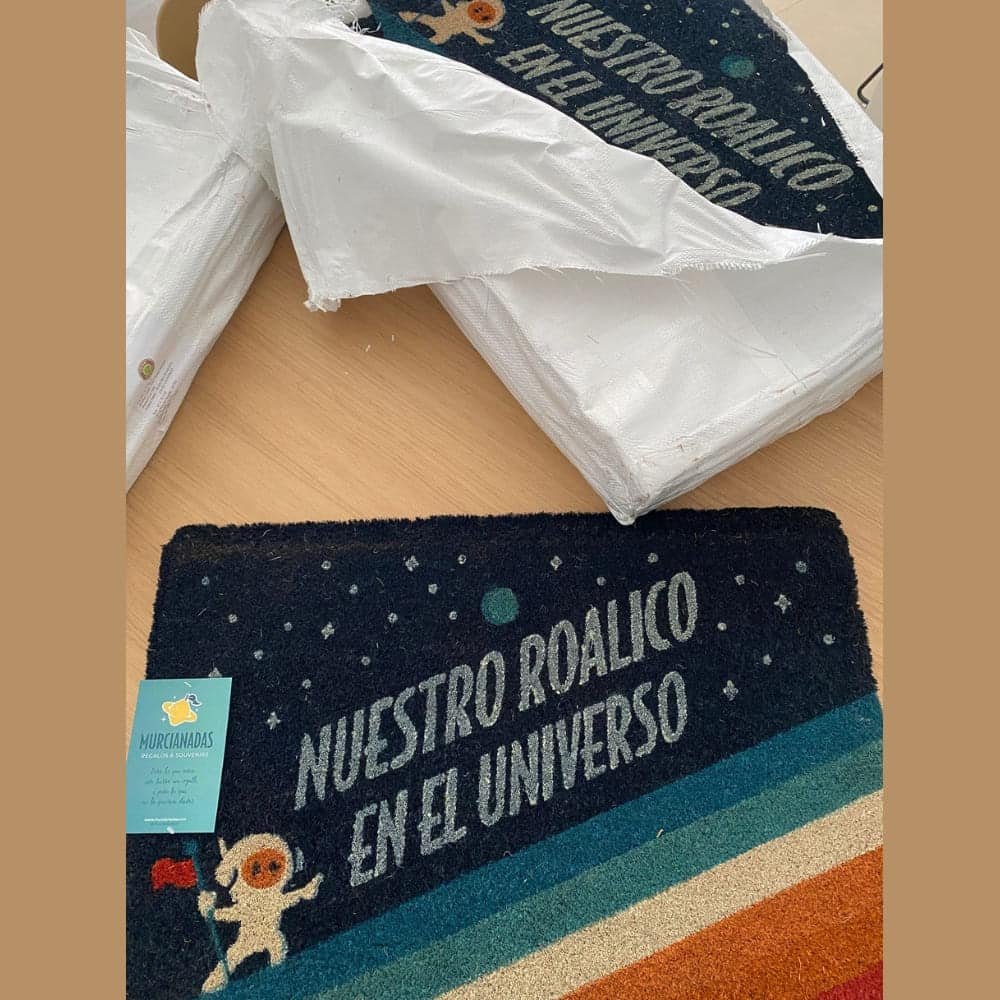 NUESTRO ROALICO
EN EL UNIVERSO
NUESTRO ROALICO
EN EL UNIVERSO
MURCIANADAS
REGALOS & SOUVENIRS